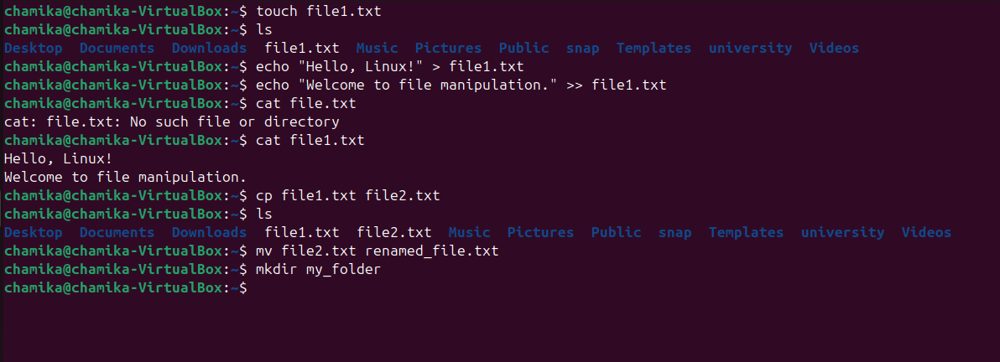 chamika@chamika-VirtualBox:~$ touch file1.txt
chamika@chamika-VirtualBox:~$ ls
Desktop  Documents  Downloads  file1.txt  Music  Pictures  Public  snap  Templates  university  Videos
chamika@chamika-VirtualBox:~$ echo "Hello, Linux!" > file1.txt
chamika@chamika-VirtualBox:~$ echo "Welcome to file manipulation." >> file1.txt
chamika@chamika-VirtualBox:~$ cat file.txt
cat: file.txt: No such file or directory
chamika@chamika-VirtualBox:~$ cat file1.txt
Hello, Linux!
Welcome to file manipulation.
chamika@chamika-VirtualBox:~$ cp file1.txt file2.txt
chamika@chamika-VirtualBox:~$ ls
Desktop  Documents  Downloads  file1.txt  file2.txt  Music  Pictures  Public  snap  Templates  university  Videos
chamika@chamika-VirtualBox:~$ mv file2.txt renamed_file.txt
chamika@chamika-VirtualBox:~$ mkdir my_folder
chamika@chamika-VirtualBox:~$